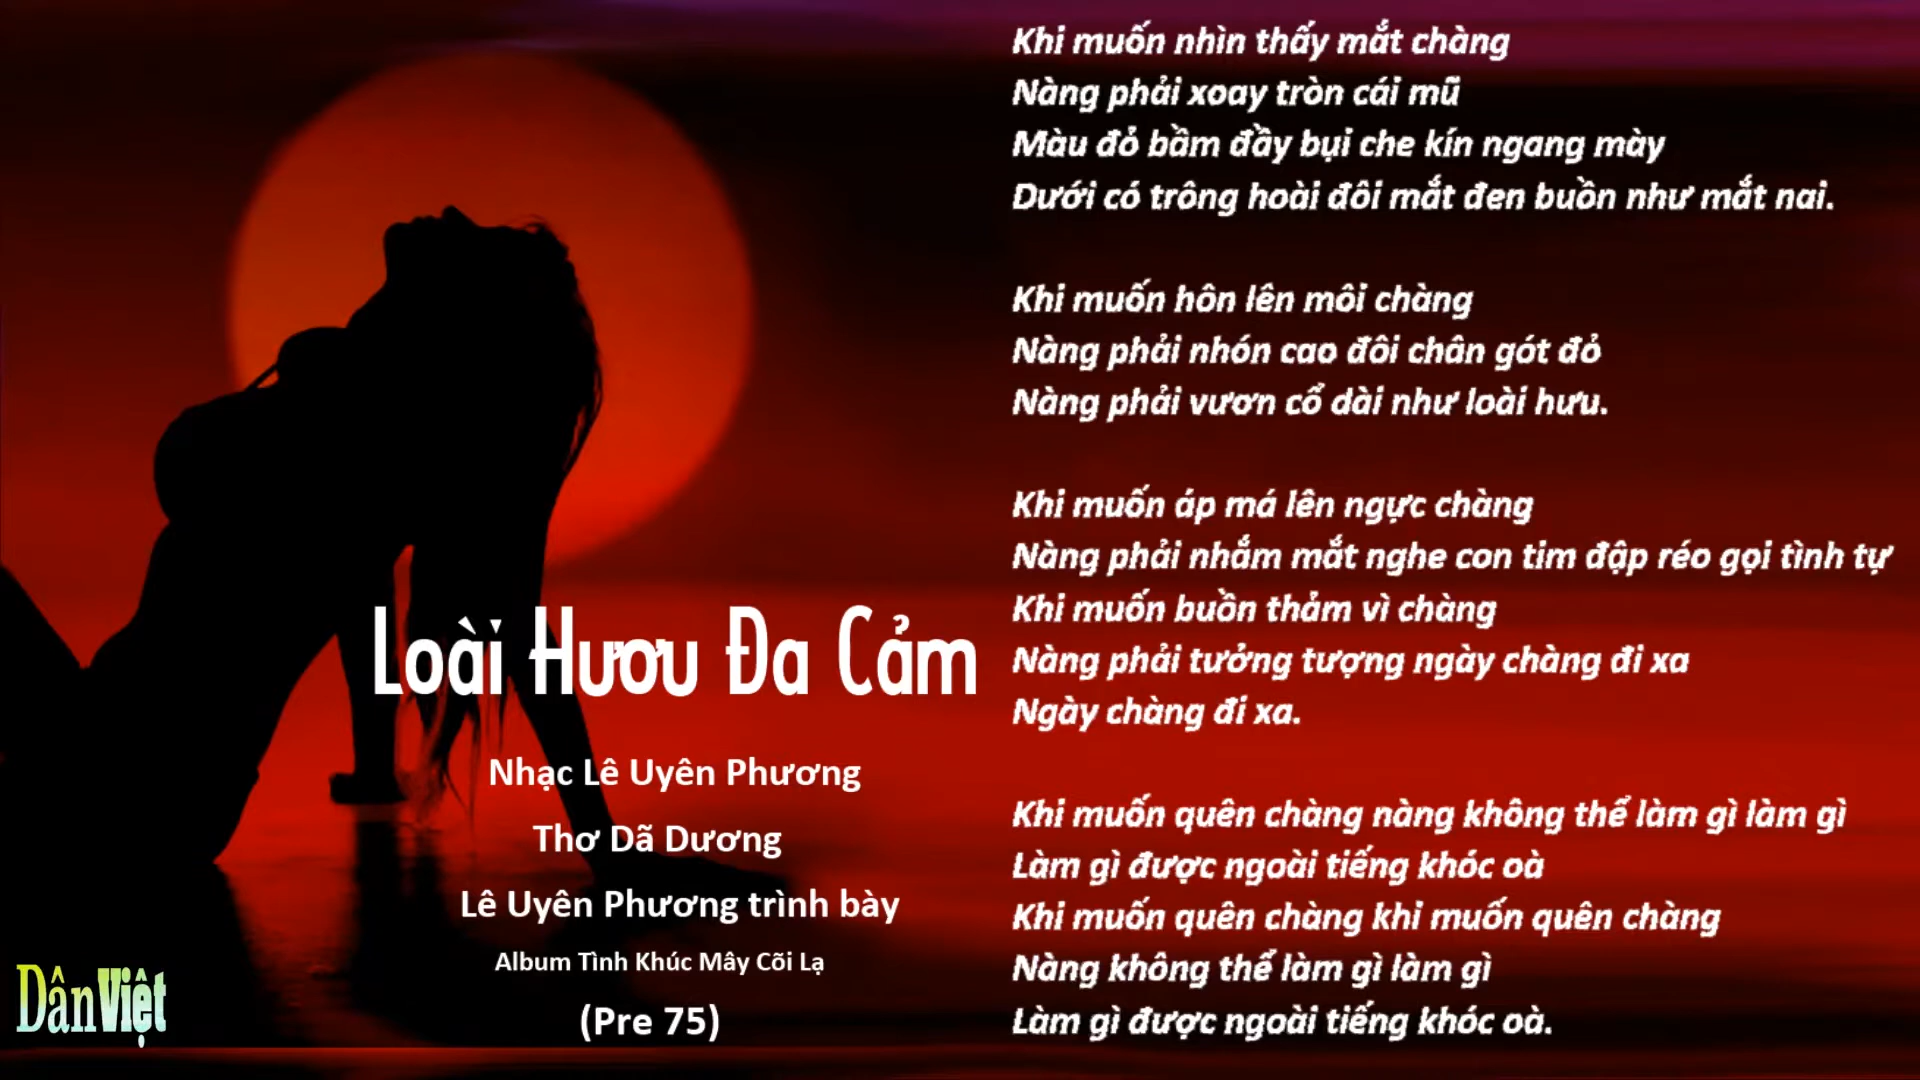 Khi muốn nhìn thấy mắt chàng
Nàng phải xoay tròn cái mũ
Màu đỏ bầm đầy bụi che kín ngang mày
Dưới có trông hoài đôi mắt đen buồn như mắt nai.
Khi muốn hôn lên môi chàng
Nàng phải nhón cao đôi chân gót đỏ
Nàng phải vươn cổ dài như loài hưu.
Khi muốn áp má lên ngực chàng
Nàng phải nhắm mắt nghe con tim đập réo gọi tình tự
Khi muốn buồn thảm vì chàng
Nàng phải tưởng tượng ngày chàng đi xa
Ngày chàng đi xa.
Khi muốn quên chàng nàng không thể làm gì làm gì
Làm gì được ngoài tiếng khóc oà
Khi muốn quên chàng khi muốn quên chàng
Nàng không thể làm gì làm gì
Làm gì được ngoài tiếng khóc oà.
Loài Hươu Đa Cảm
Nhạc Lê Uyên Phương
Thơ Dã Dương
Lê Uyên Phương trình bày
Album Tình Khúc Mây Cõi Lạ
(Pre 75)
DânViệt